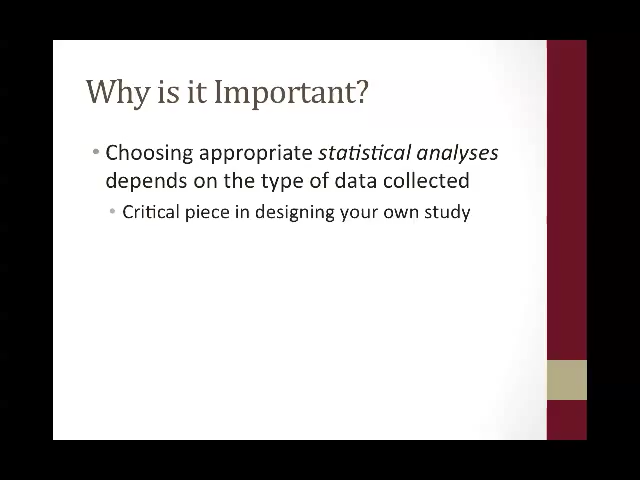 Why is it Important?
• Choosing appropriate statistical analyses
depends on the type of data collected
• Critical piece in designing your own study